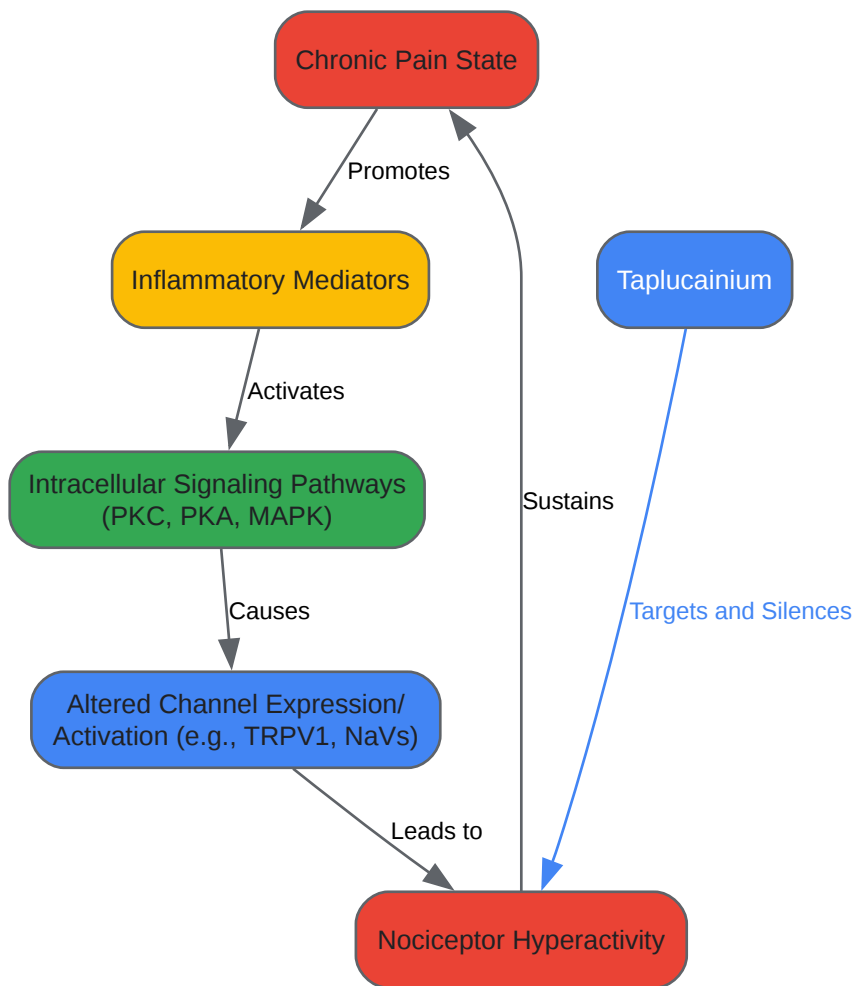 Chronic Pain State
Promotes
Inflammatory Mediators
Taplucainium
Activates
Intracellular Signaling Pathways
(PKC, PKA, MAPK)
Sustains
Causes
Targets and Silences
Altered Channel Expression/
Activation (e.g., TRPV1, NaVs)
Leads to
Nociceptor Hyperactivity